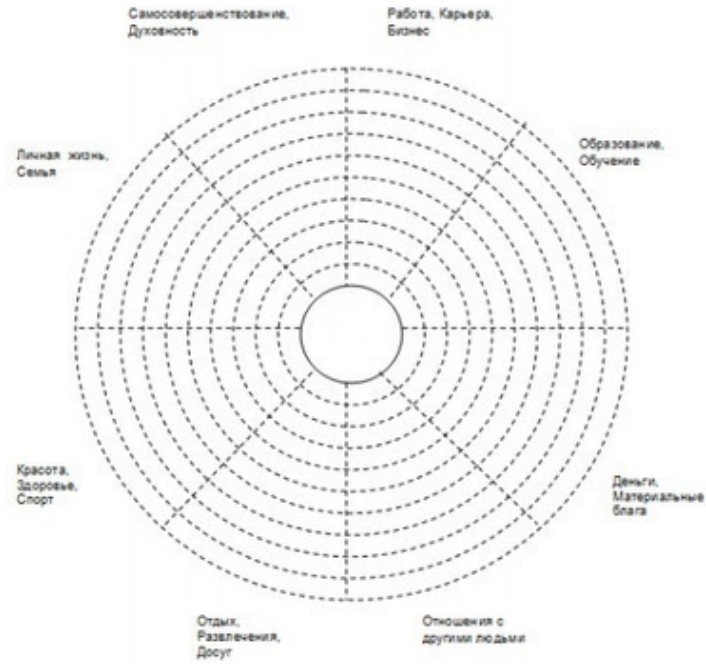 Самосовершенствование,
Духовность
Работа, Карьера,
Бизнес
Личная жизнь,
Семья
Образование,
Обучение
Красота,
Здоровье,
Спорт
Деньги,
Материальные
блага
Отдых,
Развлечения,
Досуг
Отношения с
другими людьми